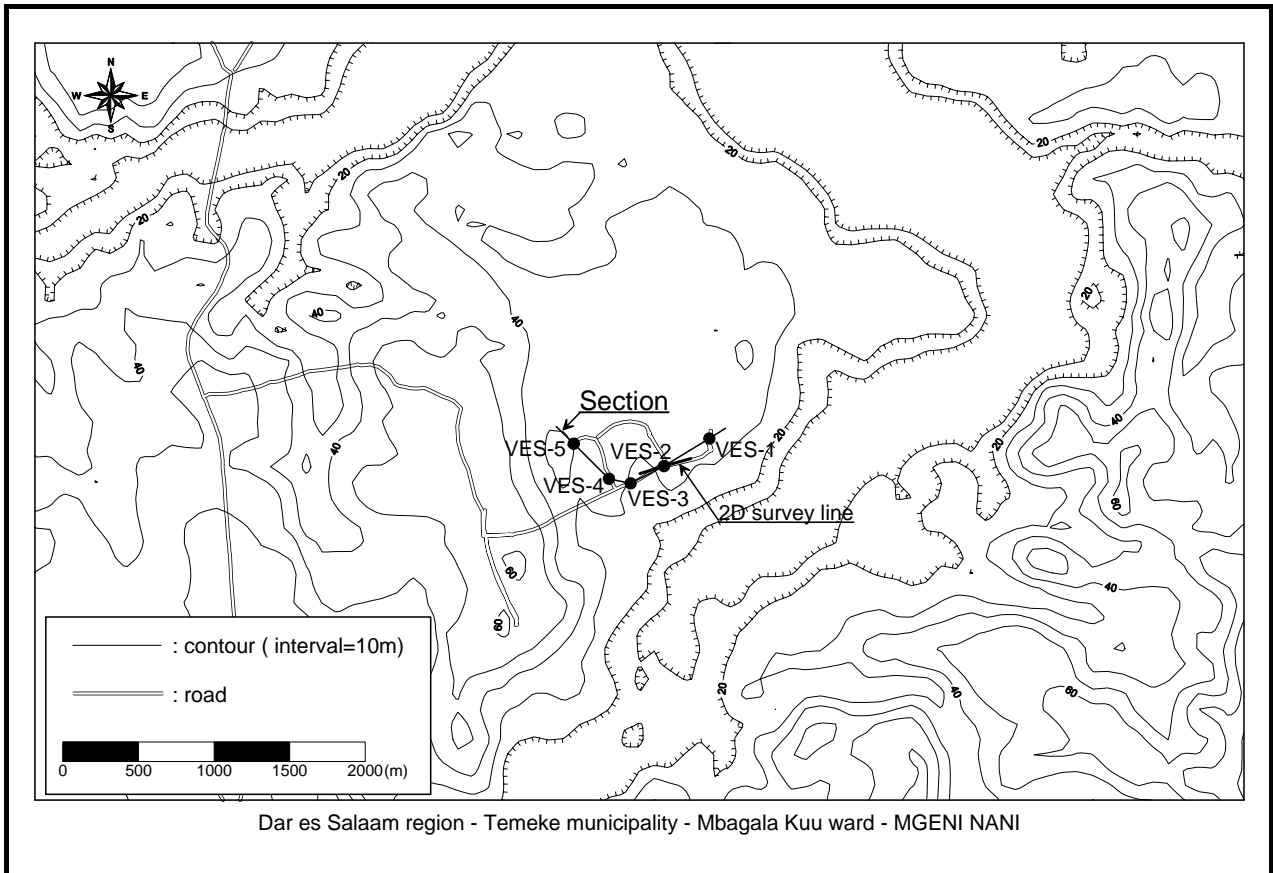 N
W E
S
20
20
20
20
20
40
40
40
40
20
40
20
Section
VES-5
VES-2
VES-1
VES-4
VES-3
2D survey line
60
60
60
40
20
40
60
: contour ( interval=10m)
: road
0 500 1000 1500 2000(m)
Dar es Salaam region - Temeke municipality - Mbagala Kuu ward - MGENI NANI